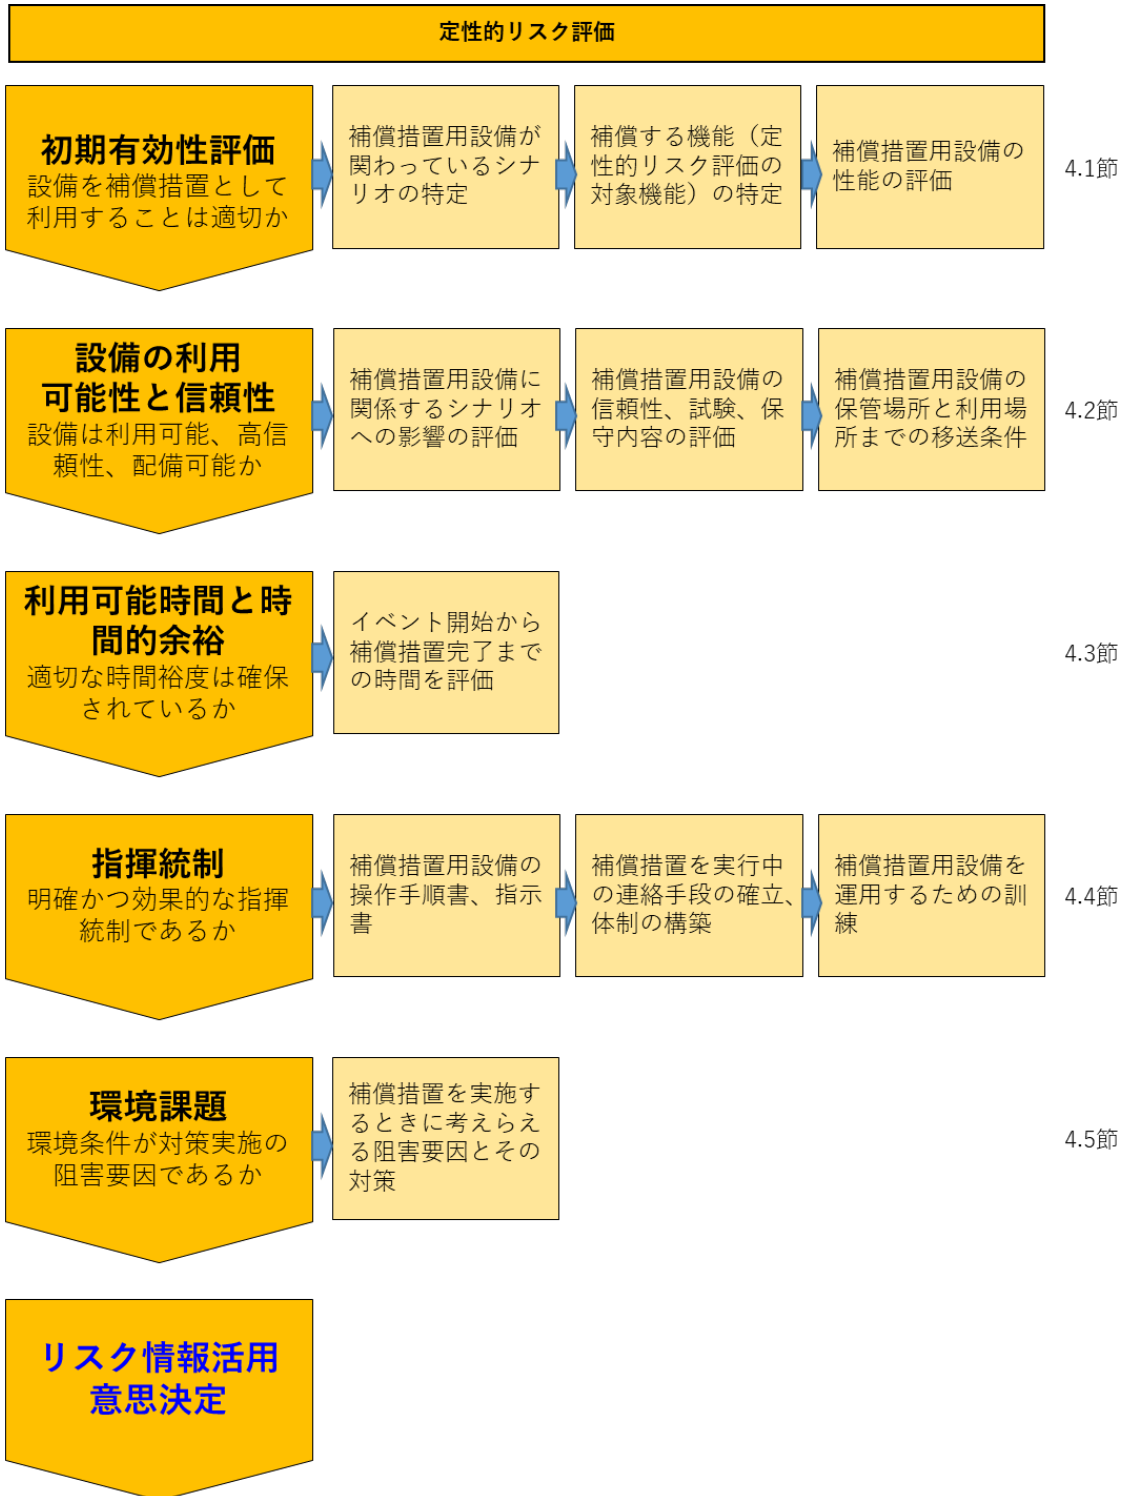 定性的リスク評価
初期有効性評価
設備を補償措置として
利用することは適切か
補償措置用設備が
関わっているシナ
リオの特定
補償する機能（定
性的リスク評価の
対象機能）の特定
補償措置用設備の
性能の評価
4.1節
設備の利用
可能性と信頼性
設備は利用可能、高信
頼性、配備可能か
補償措置用設備に
関係するシナリオ
への影響の評価
補償措置用設備の
信頼性、試験、保
守内容の評価
補償措置用設備の
保管場所と利用場
所までの移送条件
4.2節
利用可能時間と時
間的余裕
適切な時間裕度は確保
されているか
イベント開始から
補償措置完了まで
の時間を評価
4.3節
指揮統制
明確かつ効果的な指揮
統制であるか
補償措置用設備の
操作手順書、指示
書
補償措置を実行中
の連絡手段の確立、
体制の構築
補償措置用設備を
運用するための訓
練
4.4節
環境課題
環境条件が対策実施の
阻害要因であるか
補償措置を実施す
るときに考えらえ
る阻害要因とその
対策
4.5節
リスク情報活用
意思決定